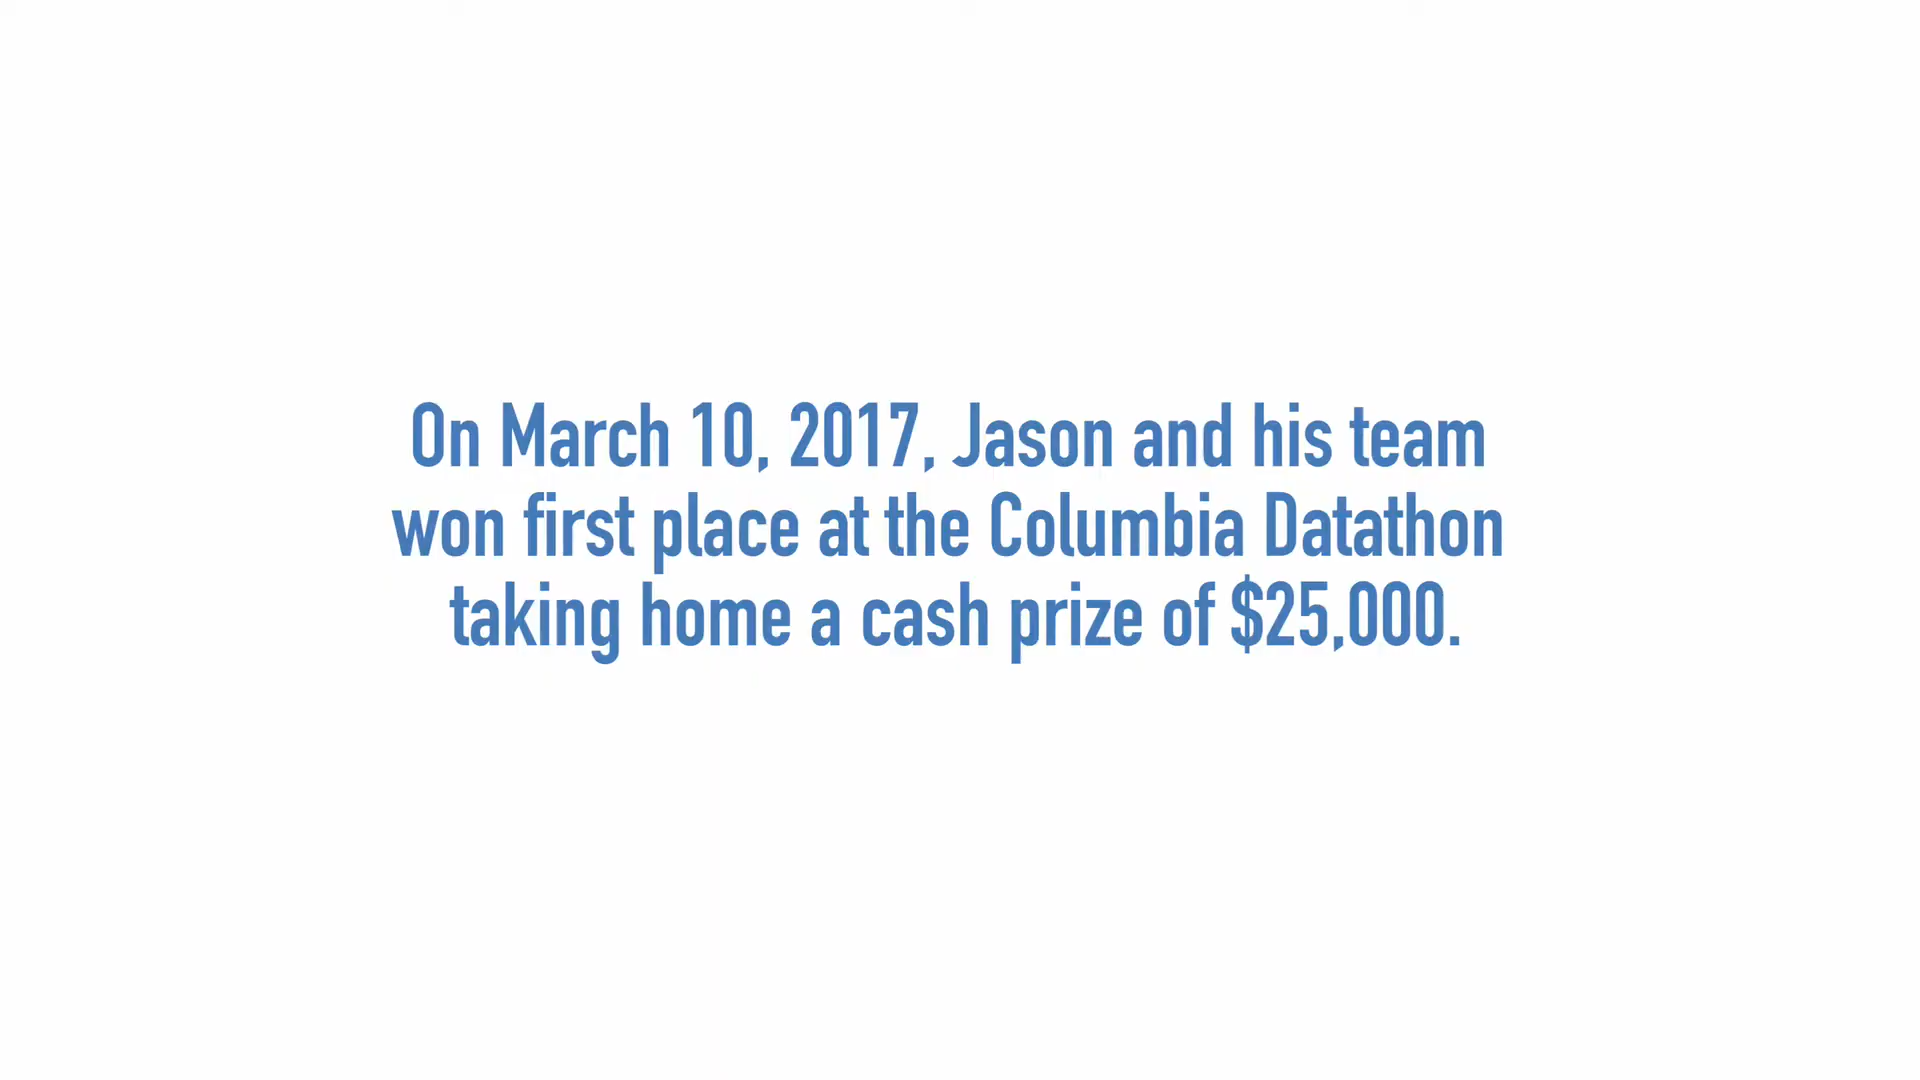 On March 10, 2017, Jason and his team
won first place at the Columbia Datathon
taking home a cash prize of $25,000.